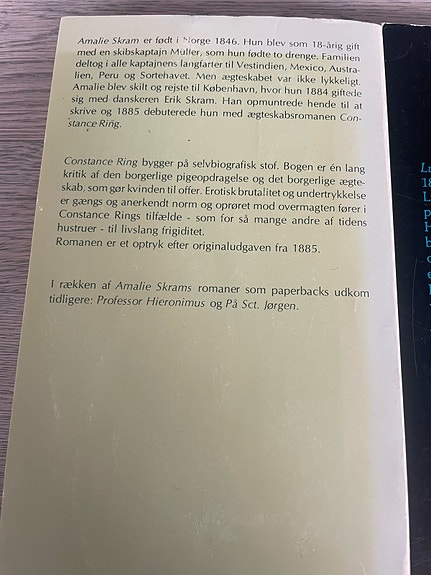 Amalie Skram er født i Norge 1846. Hun blev som 18-årig gift
med en skibskaptajn Müller, som hun fødte to drenge. Familien
deltog i alle kaptajnens langfarter til Vestindien, Mexico, Austra-
lien, Peru og Sortehavet. Men ægteskabet var ikke lykkeligt.
Amalie blev skilt og rejste til København, hvor hun 1884 giftede
sig med danskeren Erik Skram. Han opmuntrede hende til at
skrive og 1885 debuterede hun med ægteskabsromanen Con-
stance Ring.
Constance Ring bygger på selvbiografisk stof. Bogen er én lang
kritik af den borgerlige pigeopdragelse og det borgerlige ægte-
skab, som gør kvinden til offer. Erotisk brutalitet og undertrykkelse
er gængs og anerkendt norm og oprøret mod overmagten fører i
Constance Rings tilfælde - som for så mange andre af tidens
hustruer - til livslang frigiditet.
Romanen er et optryk efter originaludgaven fra 1885.
I rækken af Amalie Skrams romaner som paperbacks udkom
tidligere: Professor Hieronimus og På Sct. Jørgen.